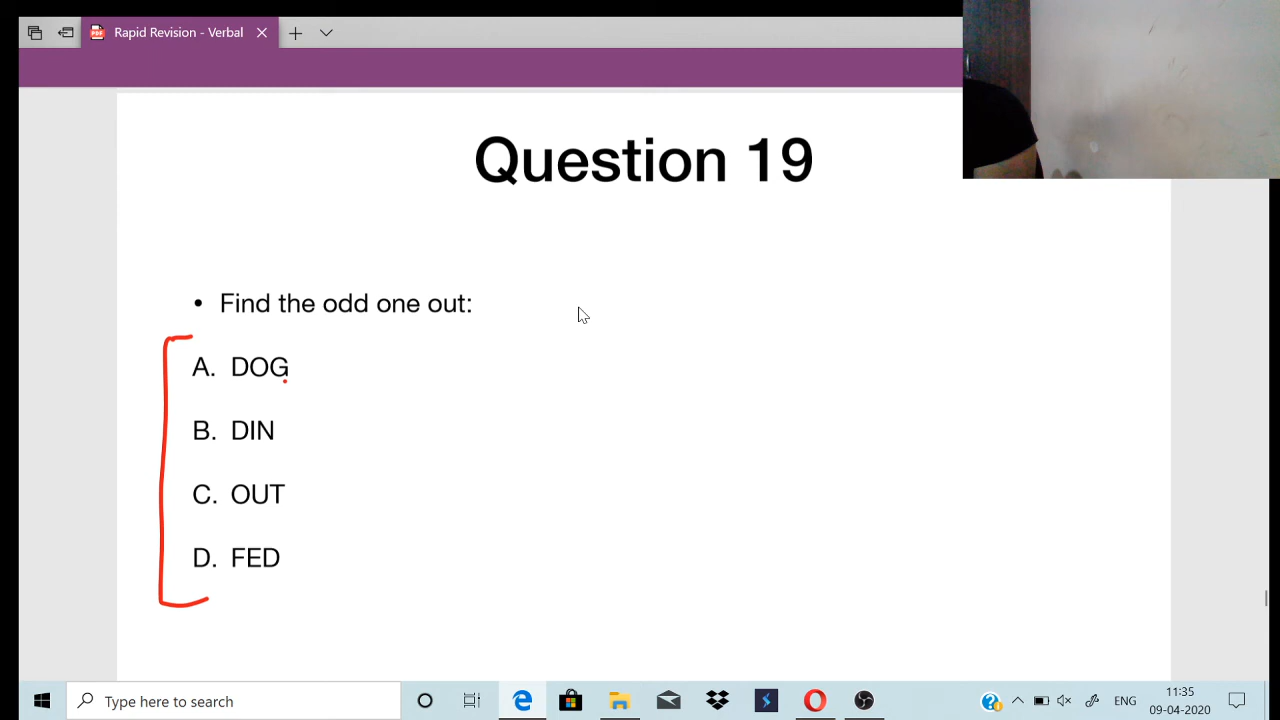 Rapid Revision - Verbal
Question 19
• Find the odd one out:
A. DOG
B. DIN
C. OUT
D. FED
Type here to search
ENG
11:35
09-04-2020